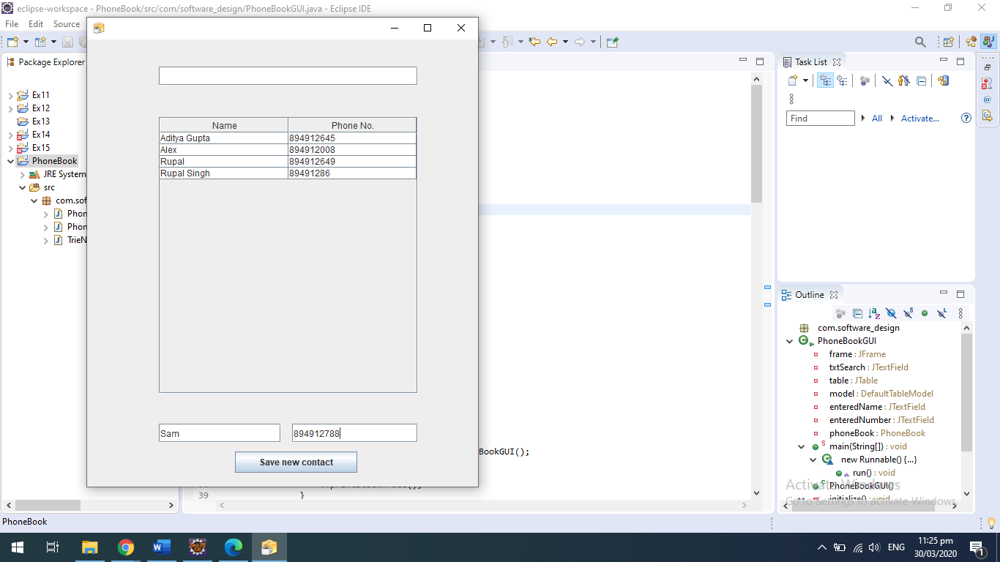 eclipse-workspace - PhoneBook/src/com/software_design/PhoneBookGUI.java - Eclipse IDE
File Edit Source
Package Explorer
Ex11
Ex12
Ex13
Ex14
Ex15
PhoneBook
JRE System
src
com.sof
Phon
Phon
TrieN
Name Phone No.
Aditya Gupta 894912645
Alex 894912008
Rupal 894912649
Rupal Singh 89491286
Sam 894912788
Save new contact
BookGUI();
39 }
Task List
Find All Activate...
Outline
com.software_design
PhoneBookGUI
frame : JFrame
txtSearch : JTextField
table : JTable
model : DefaultTableModel
enteredName : JTextField
enteredNumber : JTextField
phoneBook : PhoneBook
main(String[]) : void
new Runnable() {...}
run() : void
PhoneBookGUI()
initialize() : void
Activate Windows
Go to Settings to activate Windows.
PhoneBook
ENG
11:25 pm
30/03/2020
1